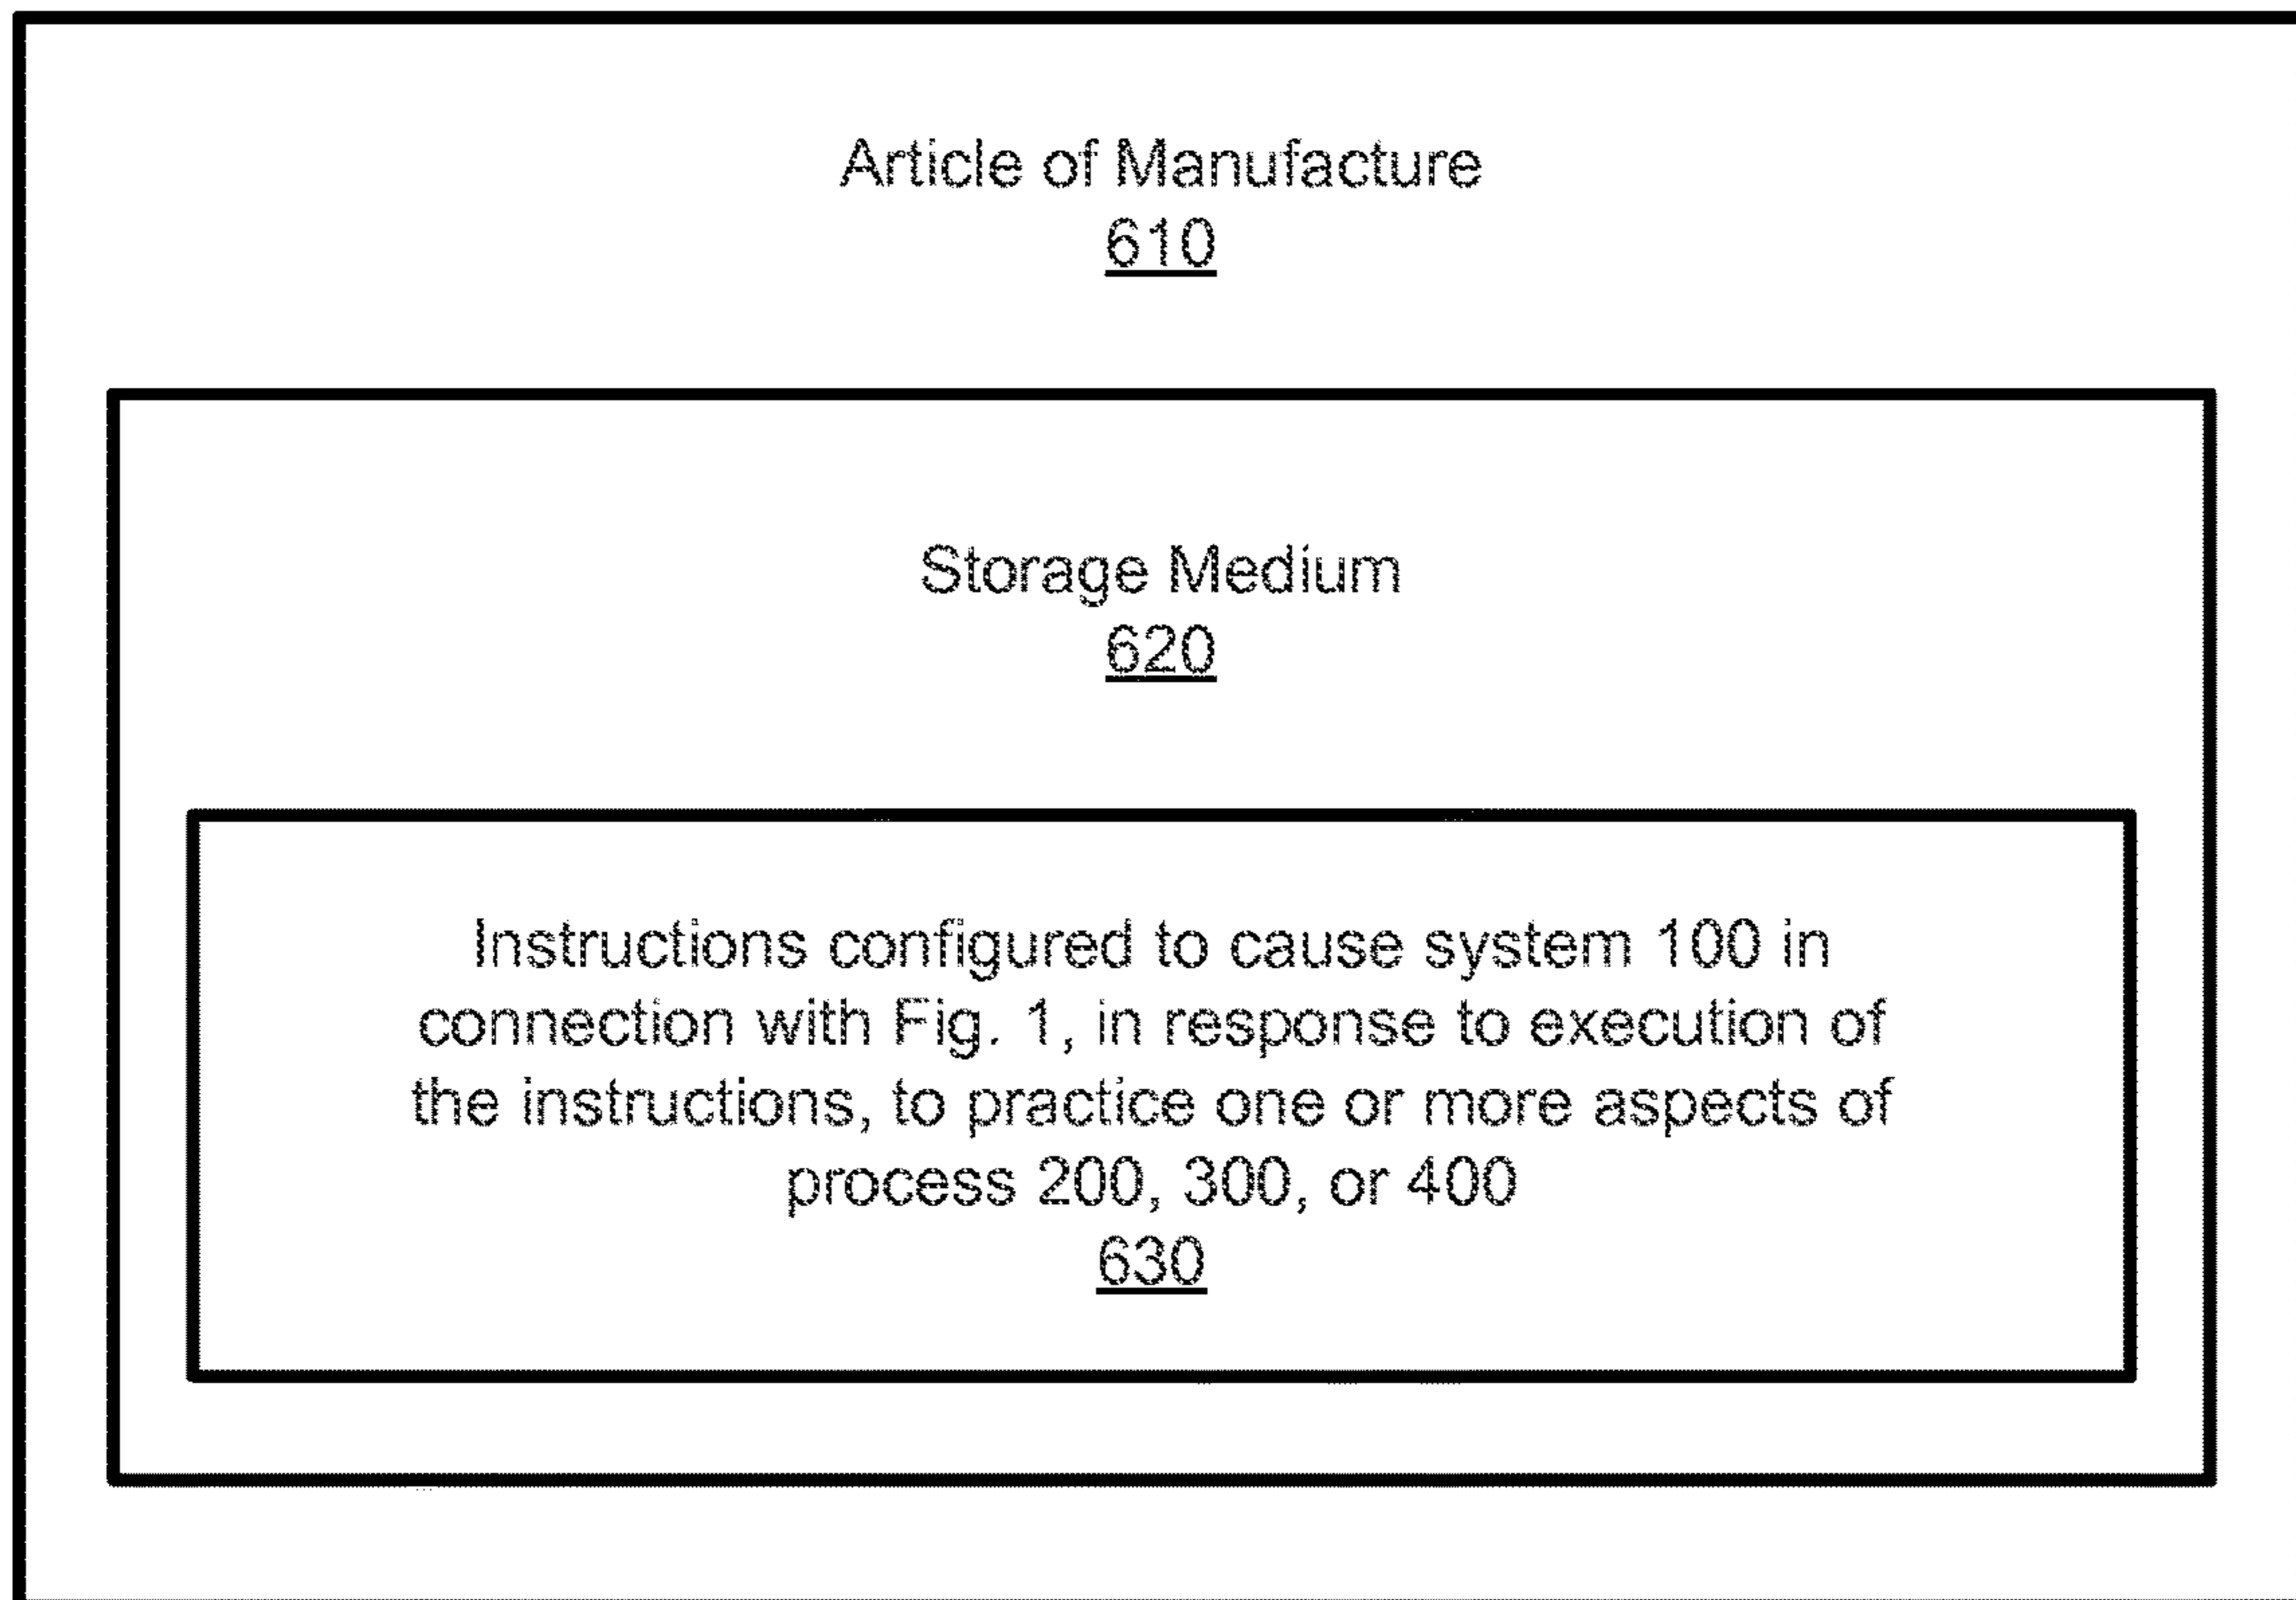 Article of Manufacture
610
Storage Medium
620
Instructions configured to cause system 100 in
connection with Fig. 1, in response to execution of
the instructions, to practice one or more aspects of
process 200, 300, or 400
630